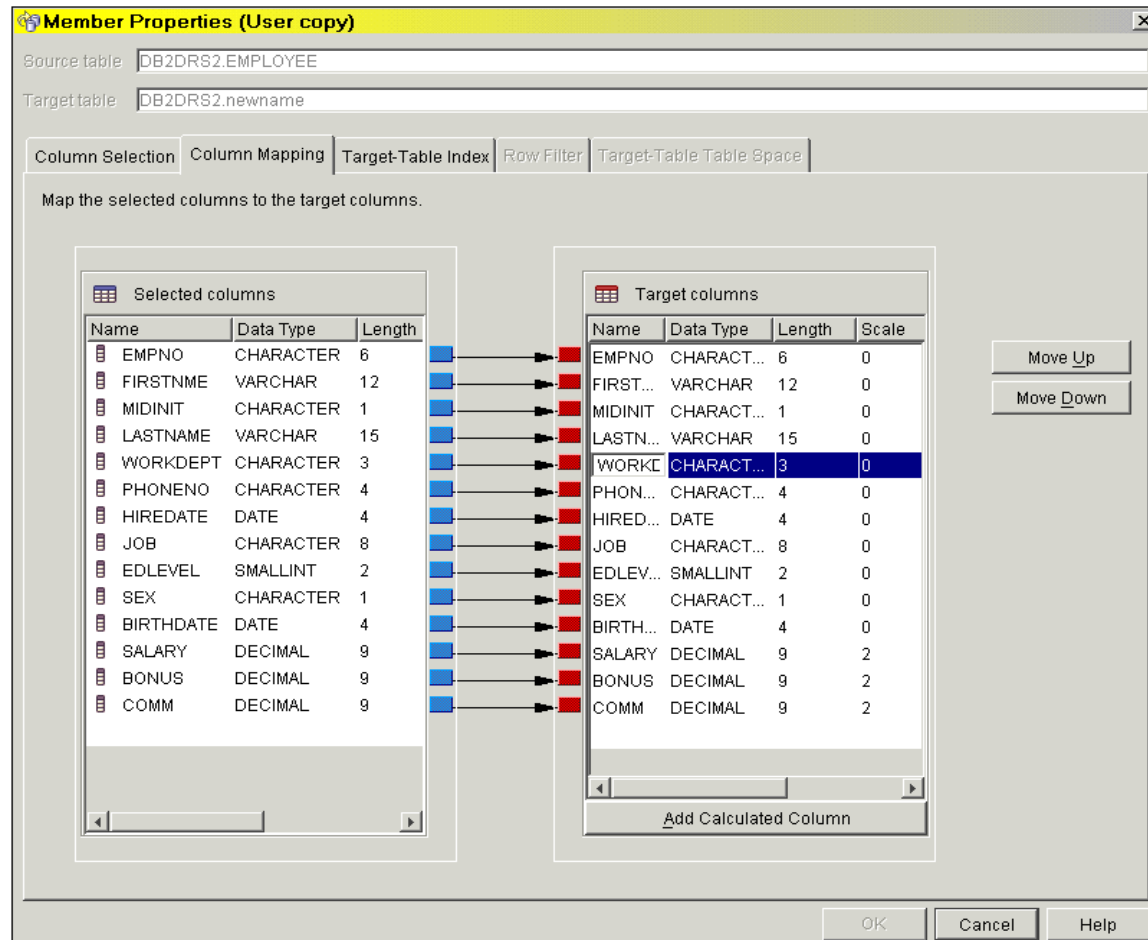 Member Properties (User copy)
Source table DB2DRS2.EMPLOYEE
Target table DB2DRS2.newname
Column Selection Column Mapping Target-Table Index Row Filter Target-Table Table Space
Map the selected columns to the target columns.
Selected columns
Name Data Type Length
EMPNO CHARACTER 6
FIRSTNME VARCHAR 12
MIDINIT CHARACTER 1
LASTNAME VARCHAR 15
WORKDEPT CHARACTER 3
PHONENO CHARACTER 4
HIREDATE DATE 4
JOB CHARACTER 8
EDLEVEL SMALLINT 2
SEX CHARACTER 1
BIRTHDATE DATE 4
SALARY DECIMAL 9
BONUS DECIMAL 9
COMM DECIMAL 9
Target columns
Name Data Type Length Scale
EMPNO CHARACT... 6 0
FIRST... VARCHAR 12 0
MIDINIT CHARACT... 1 0
LASTN... VARCHAR 15 0
WORKD CHARACT... 3 0
PHON... CHARACT... 4 0
HIRED... DATE 4 0
JOB CHARACT... 8 0
EDLEV... SMALLINT 2 0
SEX CHARACT... 1 0
BIRTH... DATE 4 0
SALARY DECIMAL 9 2
BONUS DECIMAL 9 2
COMM DECIMAL 9 2
Add Calculated Column
Move Up
Move Down
OK Cancel Help